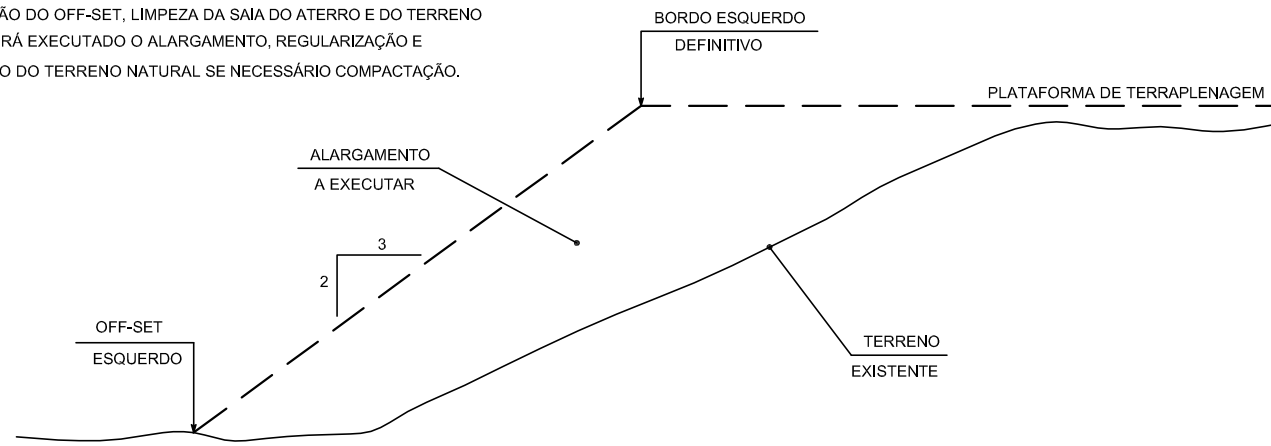 ÃO DO OFF-SET, LIMPEZA DA SAIA DO ATERRO E DO TERRENO
RÁ EXECUTADO O ALARGAMENTO, REGULARIZAÇÃO E
O DO TERRENO NATURAL SE NECESSÁRIO COMPACTAÇÃO.
BORDO ESQUERDO
DEFINITIVO
PLATAFORMA DE TERRAPLENAGEM
ALARGAMENTO
A EXECUTAR
3
2
OFF-SET
ESQUERDO
TERRENO
EXISTENTE